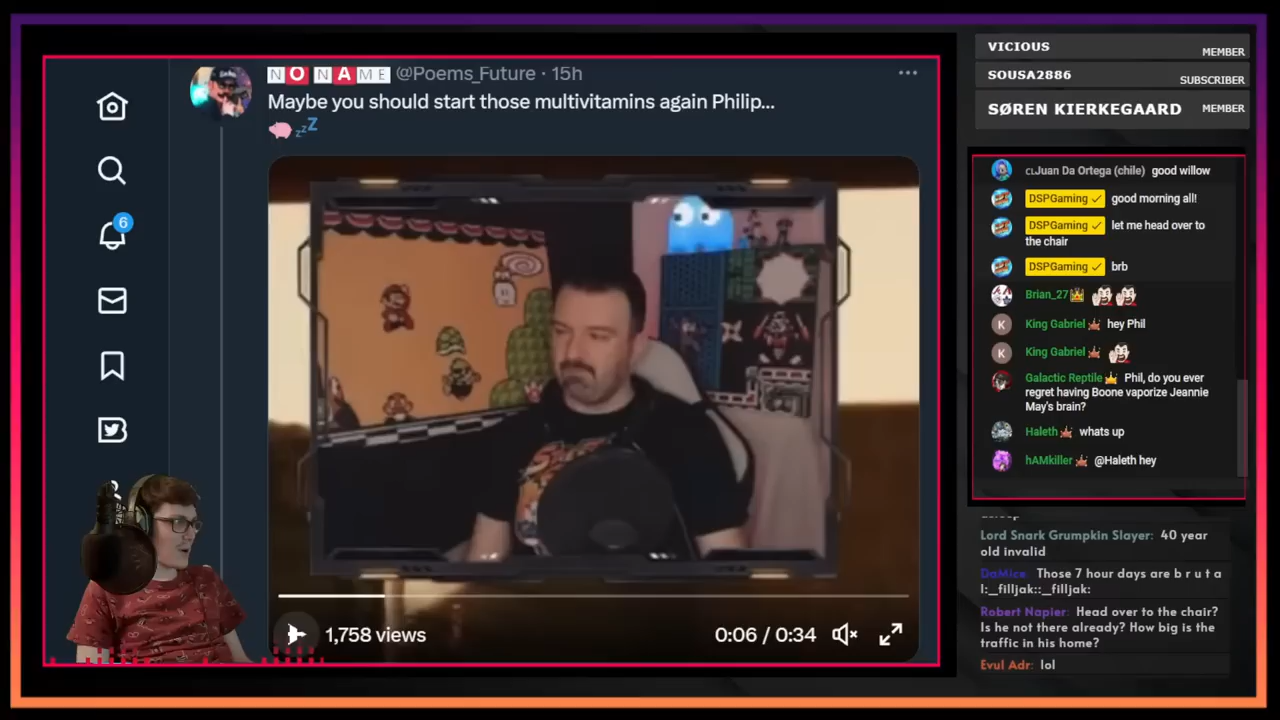 NO NAME @Poems_Future · 15h
Maybe you should start those multivitamins again Philip...
zzZ
6
1,758 views
0:06 / 0:34
VICIOUS MEMBER
SOUSA2886 SUBSCRIBER
SØREN KIERKEGAARD MEMBER
Juan Da Ortega (chile) good willow
DSPGaming ✓ good morning all!
DSPGaming ✓ let me head over to
the chair
DSPGaming ✓ brb
Brian_27
K King Gabriel hey Phil
K King Gabriel
Galactic Reptile Phil, do you ever
regret having Boone vaporize Jeannie
May's brain?
Haleth whats up
hAMkiller @Haleth hey
Lord Snark Grumpkin Slayer: 40 year
old invalid
DaMice: Those 7 hour days are b r u t a
l:_filljak::_filljak:
Robert Napier: Head over to the chair?
Is he not there already? How big is the
traffic in his home?
Evul Adr: lol